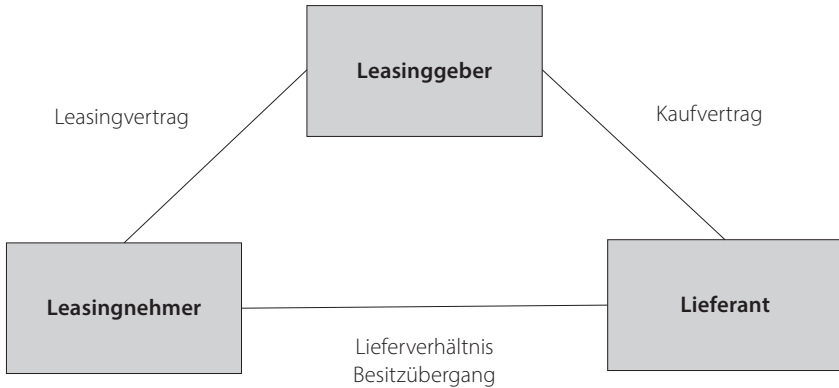 Leasinggeber
Leasingvertrag
Kaufvertrag
Leasingnehmer
Lieferant
Lieferverhältnis
Besitzübergang